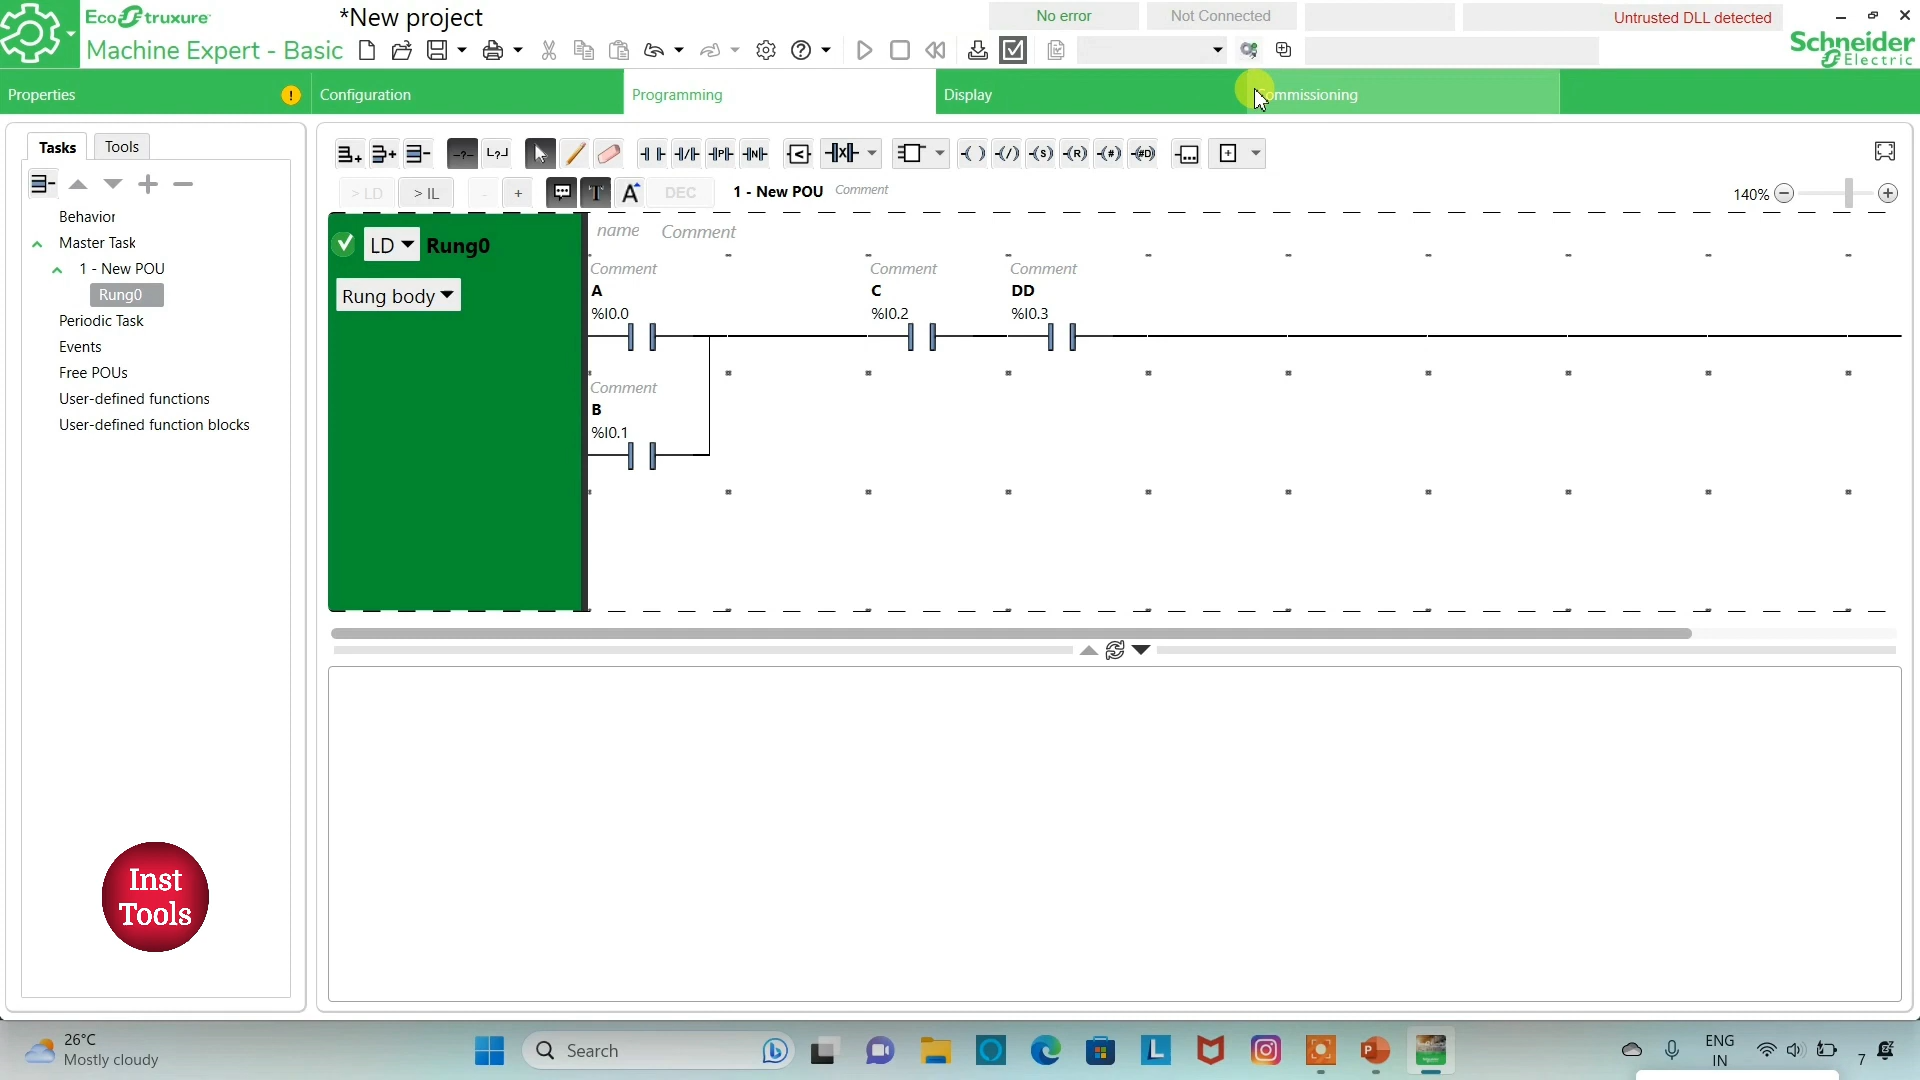 EcoStruxure
Machine Expert - Basic
*New project
No error
Not Connected
Untrusted DLL detected
Schneider
Electric
Properties
Configuration
Programming
Display
Commissioning
Tasks
Tools
> LD
> IL
-
+
T
A
DEC
1 - New POU
Comment
140%
Behavior
Master Task
1 - New POU
Rung0
Periodic Task
Events
Free POUs
User-defined functions
User-defined function blocks
LD
Rung0
Rung body
name
Comment
Comment
Comment
Comment
A
C
DD
%I0.0
%I0.2
%I0.3
Comment
B
%I0.1
Inst
Tools
26°C
Mostly cloudy
Search
ENG
IN
7